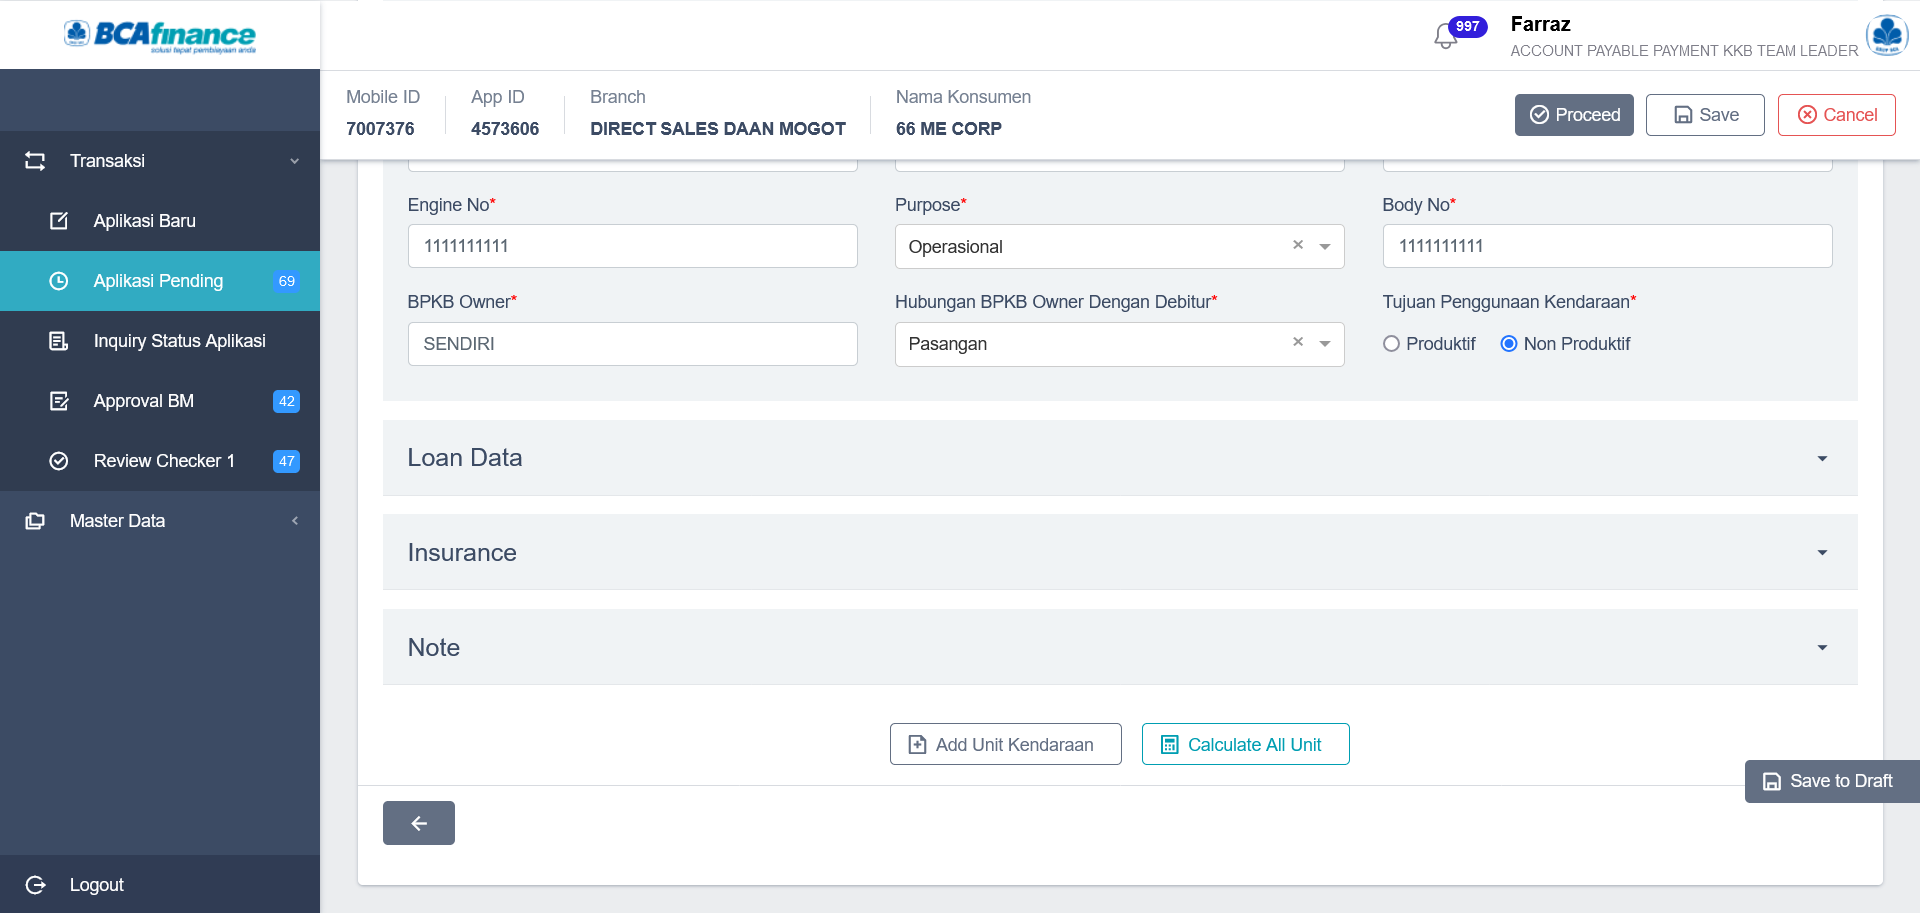 BCAfinance
solusi tepat pembiayaan anda
997
Farraz
ACCOUNT PAYABLE PAYMENT KKB TEAM LEADER
Mobile ID
7007376
App ID
4573606
Branch
DIRECT SALES DAAN MOGOT
Nama Konsumen
66 ME CORP
Proceed
Save
Cancel
Transaksi
Aplikasi Baru
Aplikasi Pending 69
Inquiry Status Aplikasi
Approval BM 42
Review Checker 1 47
Master Data
Logout
Engine No*
1111111111
Purpose*
Operasional
Body No*
1111111111
BPKB Owner*
SENDIRI
Hubungan BPKB Owner Dengan Debitur*
Pasangan
Tujuan Penggunaan Kendaraan*
Produktif Non Produktif
Loan Data
Insurance
Note
Add Unit Kendaraan
Calculate All Unit
Save to Draft